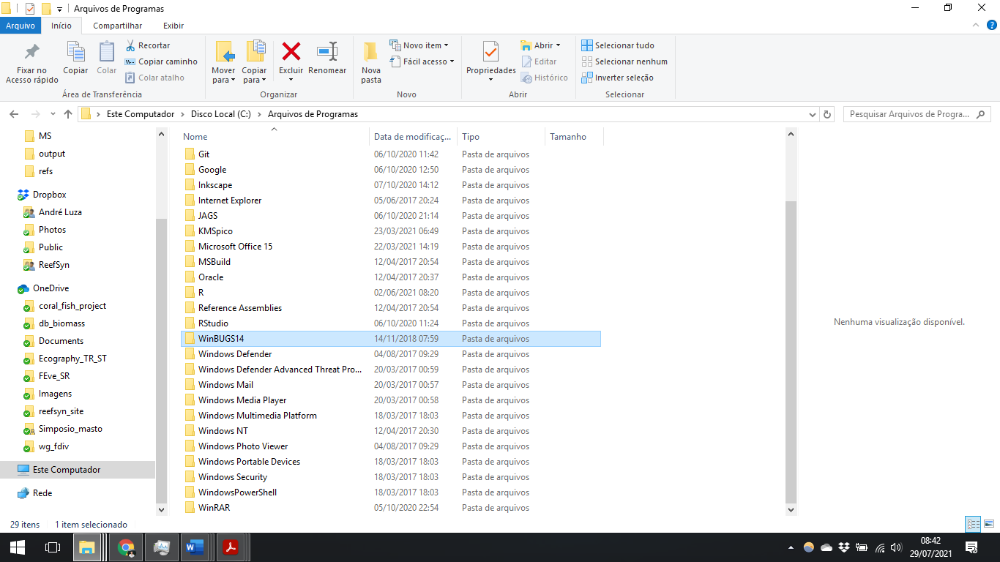 Arquivos de Programas
Arquivo Início Compartilhar Exibir
Fixar no Acesso rápido
Copiar
Colar
Recortar
Copiar caminho
Colar atalho
Área de Transferência
Mover para
Copiar para
Excluir
Renomear
Organizar
Nova pasta
Novo item
Fácil acesso
Novo
Propriedades
Abrir
Editar
Histórico
Abrir
Selecionar tudo
Selecionar nenhum
Inverter seleção
Selecionar
Este Computador > Disco Local (C:) > Arquivos de Programas
Pesquisar Arquivos de Progra...
MS
output
refs
Dropbox
André Luza
Photos
Public
ReefSyn
OneDrive
coral_fish_project
db_biomass
Documents
Ecography_TR_ST
FEve_SR
Imagens
reefsyn_site
Simposio_masto
wg_fdiv
Este Computador
Rede
Nome Data de modificaç... Tipo Tamanho
Git 06/10/2020 11:42 Pasta de arquivos
Google 06/10/2020 12:50 Pasta de arquivos
Inkscape 07/10/2020 14:12 Pasta de arquivos
Internet Explorer 05/06/2017 20:24 Pasta de arquivos
JAGS 06/10/2020 21:14 Pasta de arquivos
KMSpico 23/03/2021 06:49 Pasta de arquivos
Microsoft Office 15 22/03/2021 14:19 Pasta de arquivos
MSBuild 12/04/2017 20:54 Pasta de arquivos
Oracle 12/04/2017 20:37 Pasta de arquivos
R 02/06/2021 08:20 Pasta de arquivos
Reference Assemblies 12/04/2017 20:54 Pasta de arquivos
RStudio 06/10/2020 11:24 Pasta de arquivos
WinBUGS14 14/11/2018 07:59 Pasta de arquivos
Windows Defender 04/08/2017 09:29 Pasta de arquivos
Windows Defender Advanced Threat Pro... 20/03/2017 00:59 Pasta de arquivos
Windows Mail 20/03/2017 00:57 Pasta de arquivos
Windows Media Player 20/03/2017 00:58 Pasta de arquivos
Windows Multimedia Platform 18/03/2017 18:03 Pasta de arquivos
Windows NT 12/04/2017 20:30 Pasta de arquivos
Windows Photo Viewer 04/08/2017 09:29 Pasta de arquivos
Windows Portable Devices 18/03/2017 18:03 Pasta de arquivos
Windows Security 18/03/2017 18:03 Pasta de arquivos
WindowsPowerShell 18/03/2017 18:03 Pasta de arquivos
WinRAR 05/10/2020 22:54 Pasta de arquivos
Nenhuma visualização disponível.
29 itens 1 item selecionado
08:42
29/07/2021